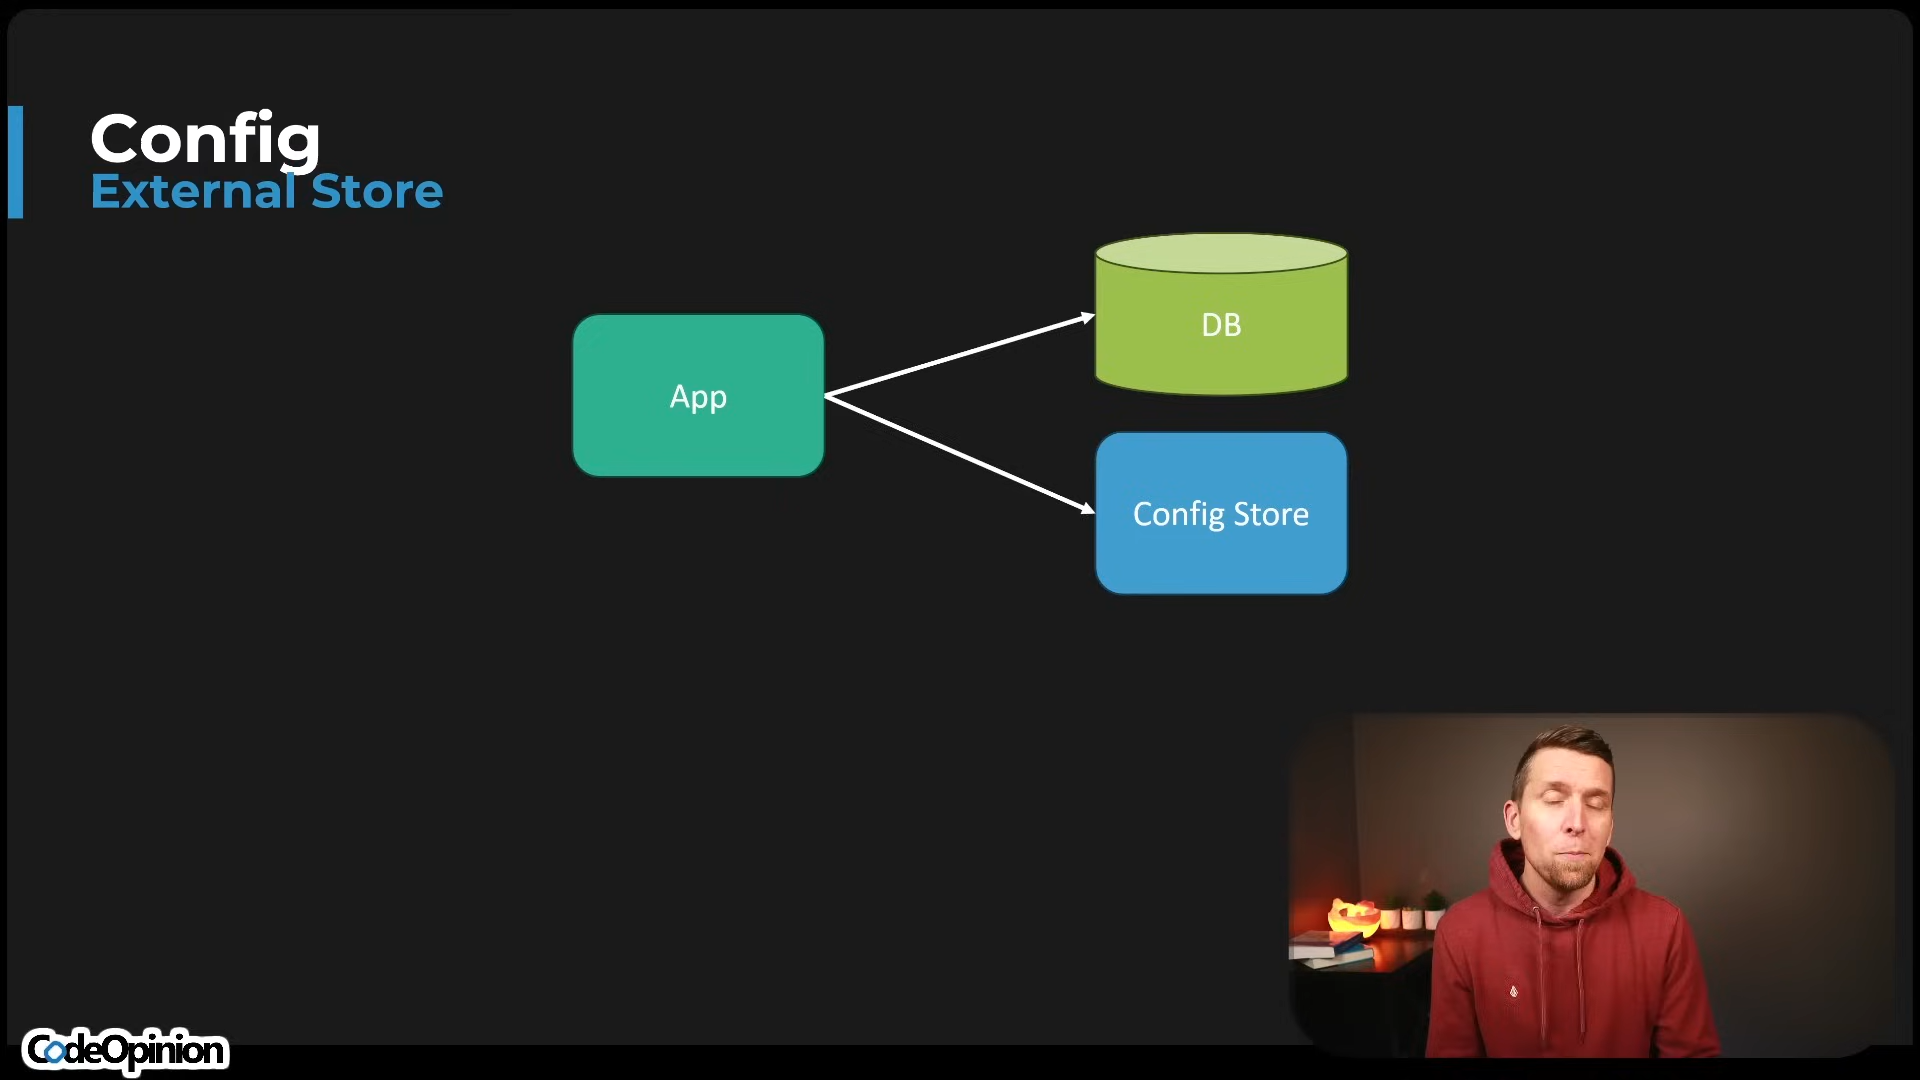 Config
External Store
DB
App
Config Store
CodeOpinion